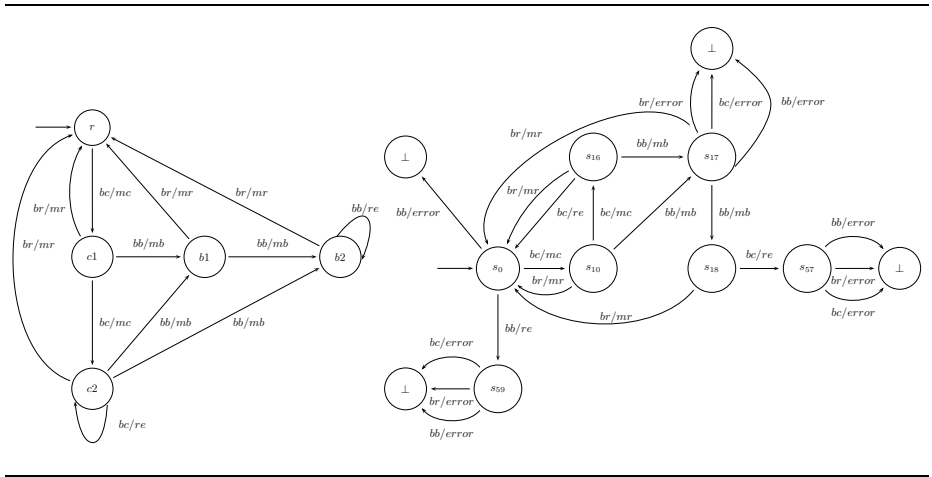 r
c1
b1
b2
c2
bc/mc
br/mr
br/mr
br/mr
br/mr
bb/mb
bb/mb
bb/re
bc/mc
bb/mb
bb/mb
bc/re
⊥
br/error
bc/error
bb/error
br/mr
s16
bb/mb
s17
⊥
br/mr
bb/error
bc/re
bc/mc
bb/mb
bb/mb
s0
bc/mc
br/mr
s10
s18
bc/re
s57
bb/error
br/error
bc/error
⊥
br/mr
bb/re
bc/error
⊥
br/error
bb/error
s59